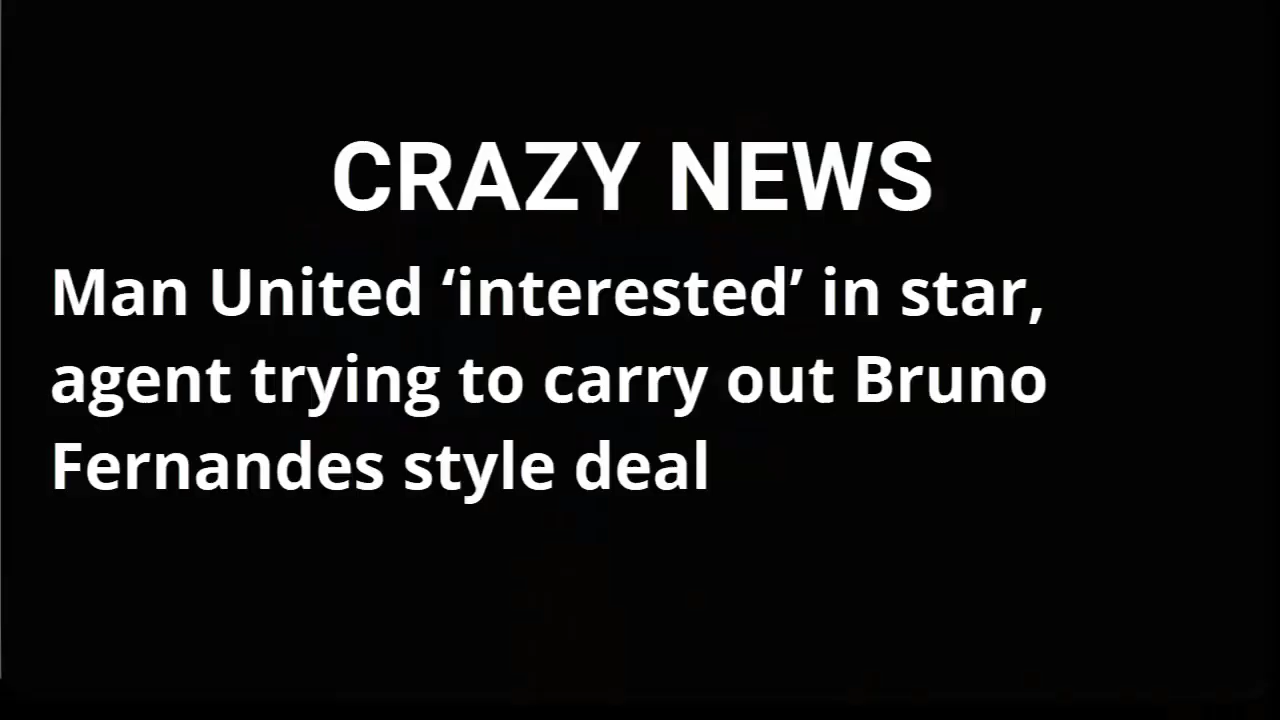 CRAZY NEWS
Man United ‘interested’ in star,
agent trying to carry out Bruno
Fernandes style deal